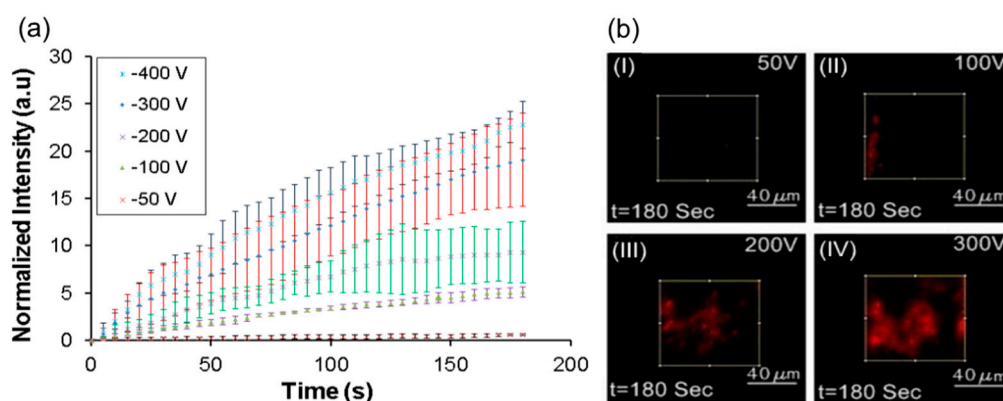 (a)
Normalized Intensity (a.u)
30
25
20
15
10
5
0
-400 V
-300 V
-200 V
-100 V
-50 V
0 50 100 150 200
Time (s)
(b)
(I) 50V
40 μm
t=180 Sec
(II) 100V
40 μm
t=180 Sec
(III) 200V
40 μm
t=180 Sec
(IV) 300V
40 μm
t=180 Sec